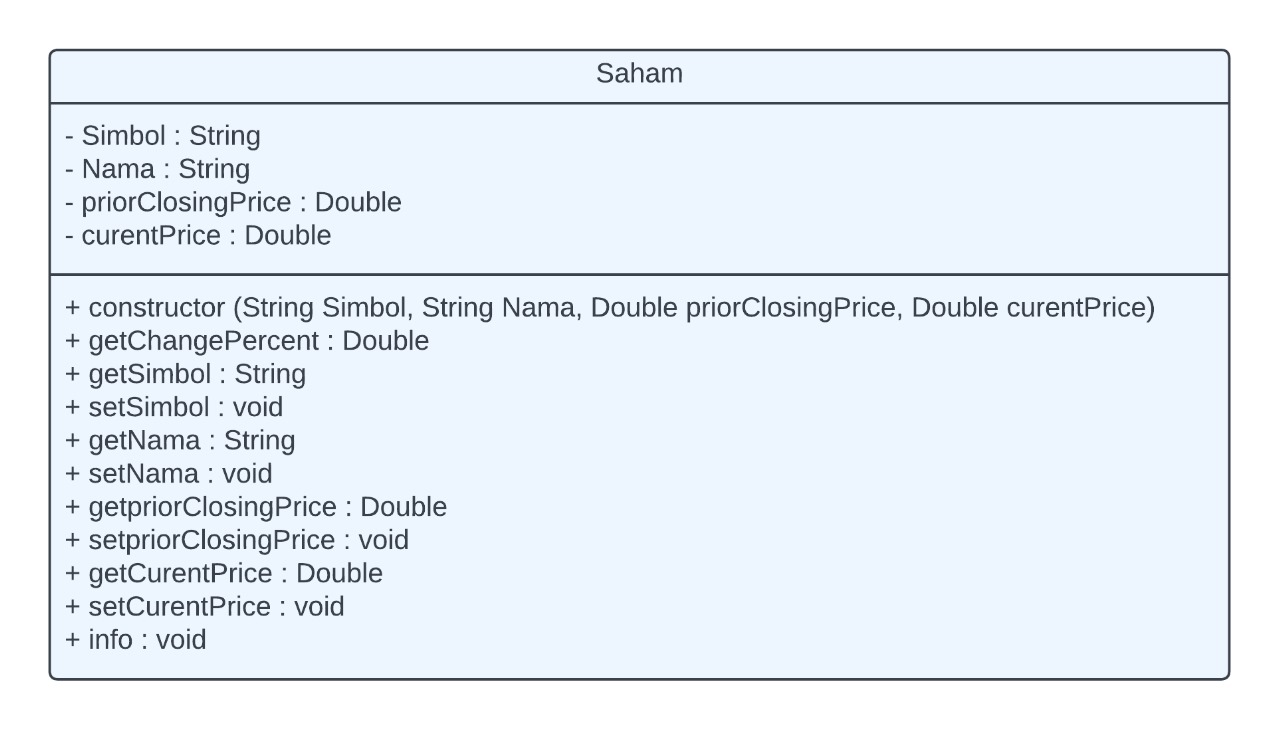 Saham
- Simbol : String
- Nama : String
- priorClosingPrice : Double
- curentPrice : Double
+ constructor (String Simbol, String Nama, Double priorClosingPrice, Double curentPrice)
+ getChangePercent : Double
+ getSimbol : String
+ setSimbol : void
+ getNama : String
+ setNama : void
+ getpriorClosingPrice : Double
+ setpriorClosingPrice : void
+ getCurentPrice : Double
+ setCurentPrice : void
+ info : void